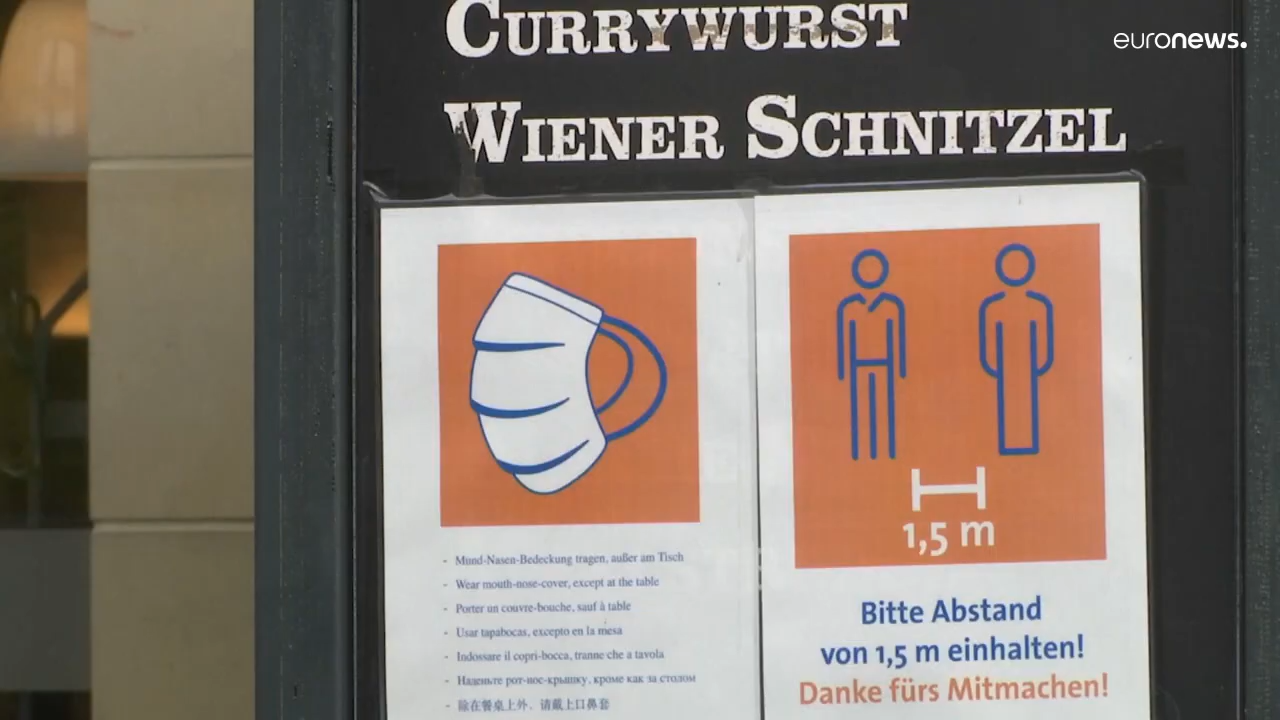 CURRYWURST
euronews.
WIENER SCHNITZEL
- Mund-Nasen-Bedeckung tragen, außer am Tisch
- Wear mouth-nose-cover, except at the table
- Porter un couvre-bouche, sauf à table
- Usar tapabocas, excepto en la mesa
- Indossare il copri-bocca, tranne che a tavola
- Наденьте рот-нос-крышку, кроме как за столом
- 除在餐桌上外，请戴上口鼻套
1,5 m
Bitte Abstand
von 1,5 m einhalten!
Danke fürs Mitmachen!